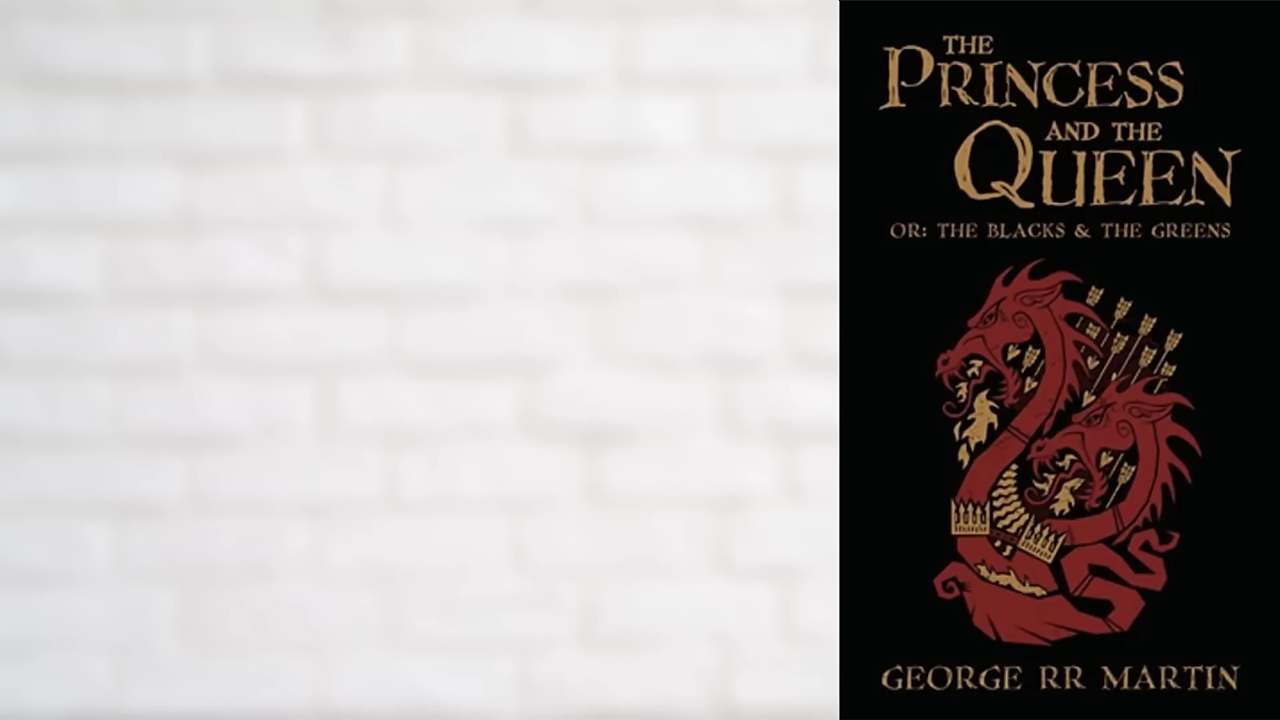 THE
PRINCESS
AND THE
QUEEN
OR: THE BLACKS & THE GREENS
GEORGE RR MARTIN